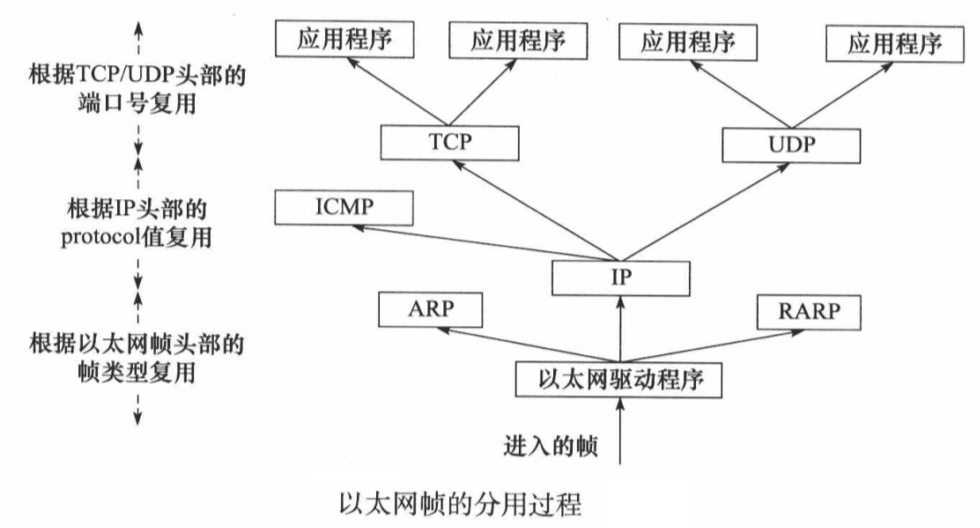 应用程序 应用程序 应用程序 应用程序
根据TCP/UDP头部的
端口号复用
TCP UDP
ICMP
根据IP头部的
protocol值复用
IP
ARP RARP
根据以太网帧头部的
帧类型复用
以太网驱动程序
进入的帧
以太网帧的分用过程